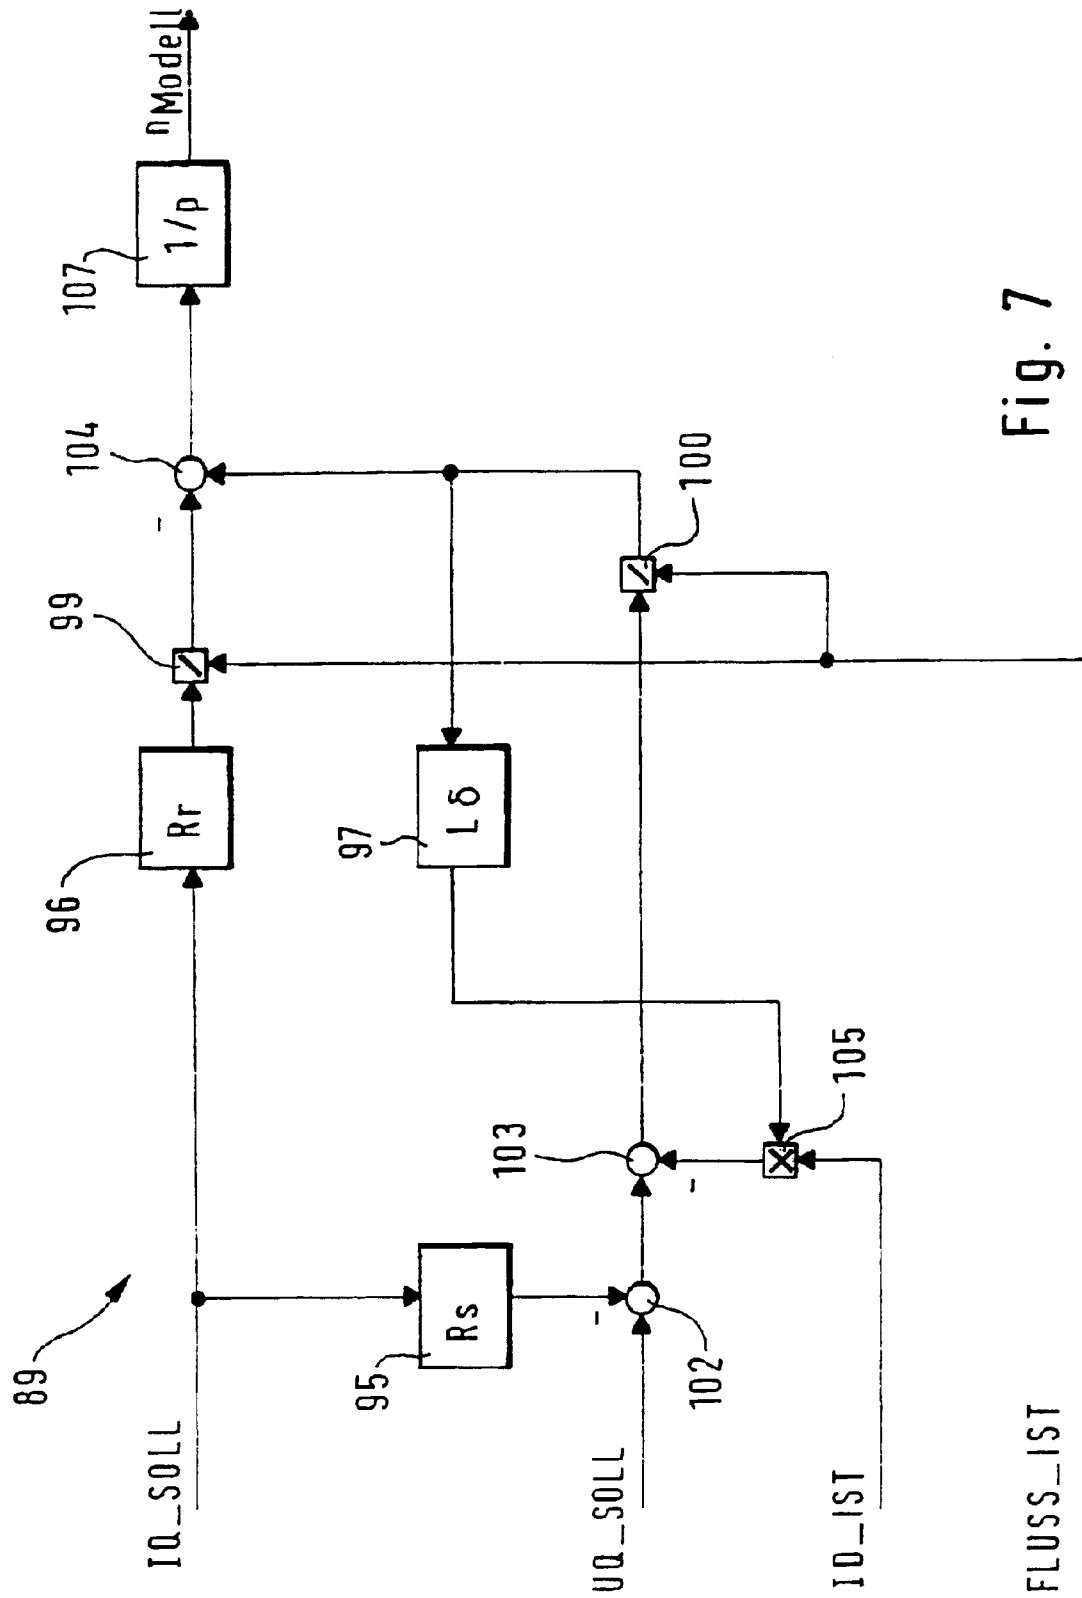 89
IQ_SOLL
96
Rr
99
–
104
107
1/p
nModell
95
Rs
97
Lδ
UQ_SOLL
102
–
103
–
100
ID_IST
105
FLUSS_IST
Fig. 7